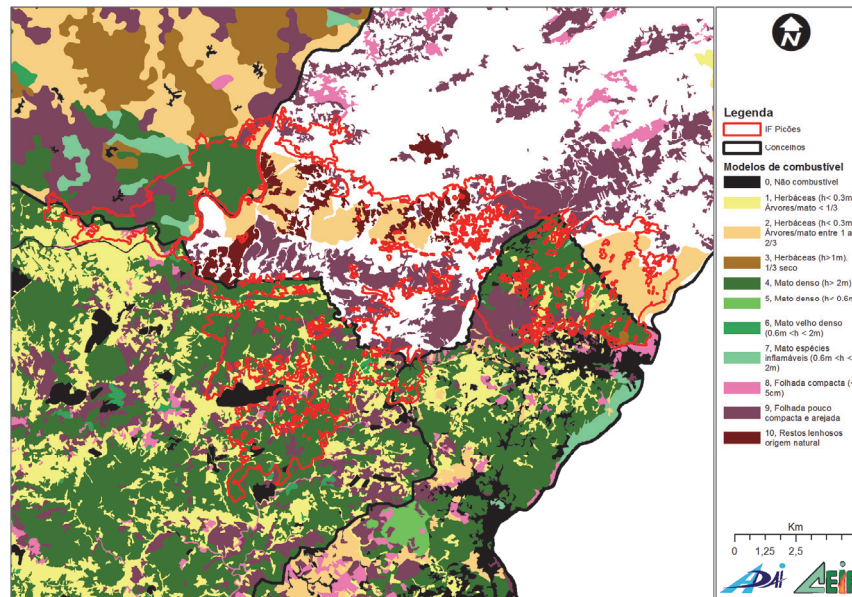 N
Legenda
IF Picões
Concelhos
Modelos de combustível
0, Não combustível
1, Herbáceas (h< 0.3m
Árvores/mato < 1/3
2, Herbáceas (h< 0.3m
Árvores/mato entre 1 a
2/3
3, Herbáceas (h>1m).
1/3 seco
4, Mato denso (h> 2m)
5, Mato denso (h< 0.6m
6, Mato velho denso
(0.6m <h < 2m)
7, Mato espécies
inflamáveis (0.6m <h <
2m)
8, Folhada compacta (<
5cm)
9, Folhada pouco
compacta e arejada
10, Restos lenhosos
origem natural
Km
0 1,25 2,5
ADAI CEIF